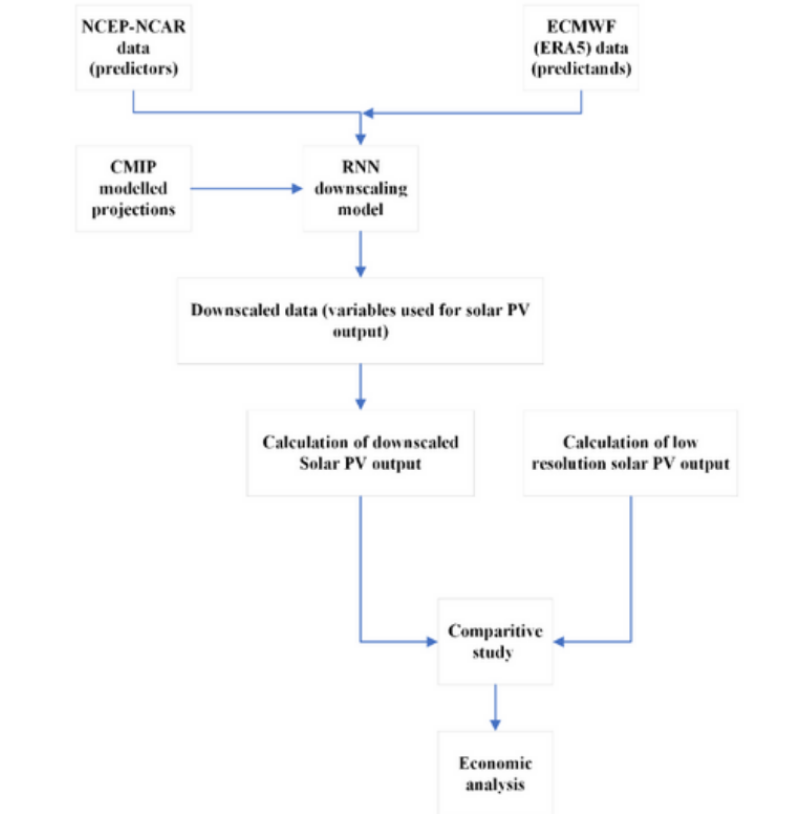 NCEP-NCAR
data
(predictors)
ECMWF
(ERA5) data
(predictands)
CMIP
modelled
projections
RNN
downscaling
model
Downscaled data (variables used for solar PV
output)
Calculation of downscaled
Solar PV output
Calculation of low
resolution solar PV output
Comparitive
study
Economic
analysis